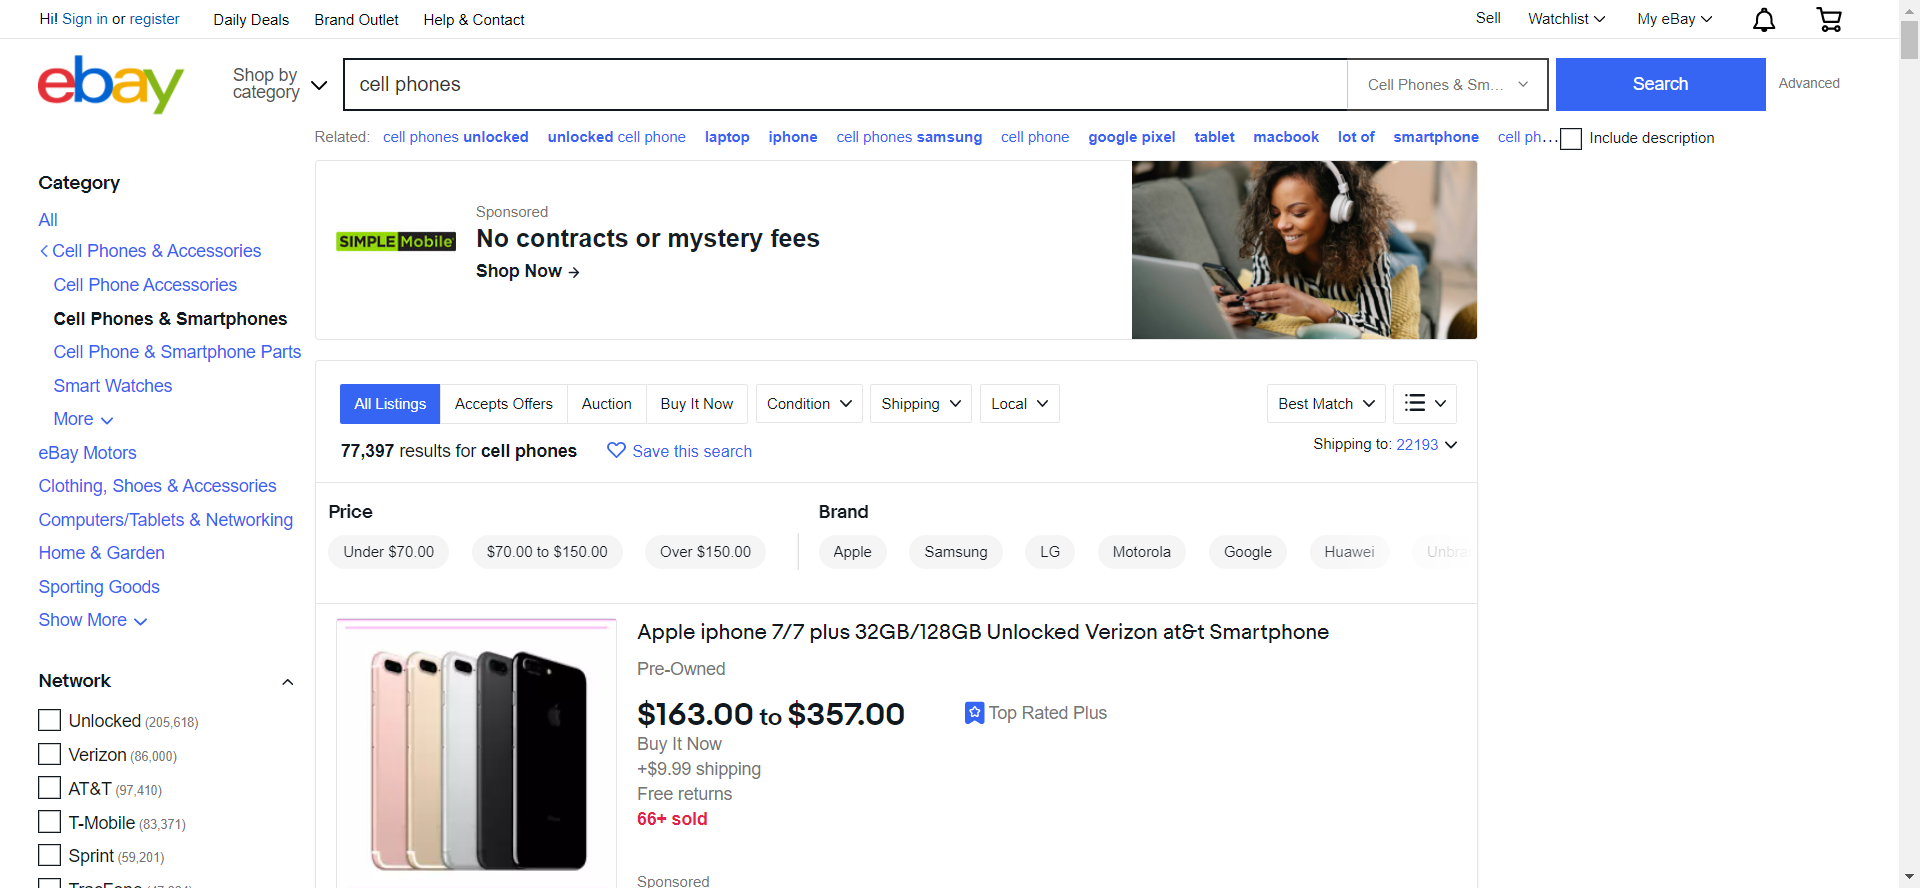 Hi! Sign in or register
Daily Deals
Brand Outlet
Help & Contact
Sell
Watchlist
My eBay
ebay
Shop by
category
cell phones
Cell Phones & Sm...
Search
Advanced
Related: cell phones unlocked unlocked cell phone laptop iphone cell phones samsung cell phone google pixel tablet macbook lot of smartphone cell ph...
Include description
Category
All
Cell Phones & Accessories
Cell Phone Accessories
Cell Phones & Smartphones
Cell Phone & Smartphone Parts
Smart Watches
More
eBay Motors
Clothing, Shoes & Accessories
Computers/Tablets & Networking
Home & Garden
Sporting Goods
Show More
Network
Unlocked (205,618)
Verizon (86,000)
AT&T (97,410)
T-Mobile (83,371)
Sprint (59,201)
SIMPLE Mobile
Sponsored
No contracts or mystery fees
Shop Now →
All Listings
Accepts Offers
Auction
Buy It Now
Condition
Shipping
Local
Best Match
77,397 results for cell phones
Save this search
Shipping to: 22193
Price
Under $70.00
$70.00 to $150.00
Over $150.00
Brand
Apple
Samsung
LG
Motorola
Google
Huawei
Apple iphone 7/7 plus 32GB/128GB Unlocked Verizon at&t Smartphone
Pre-Owned
$163.00 to $357.00
Top Rated Plus
Buy It Now
+$9.99 shipping
Free returns
66+ sold
Sponsored